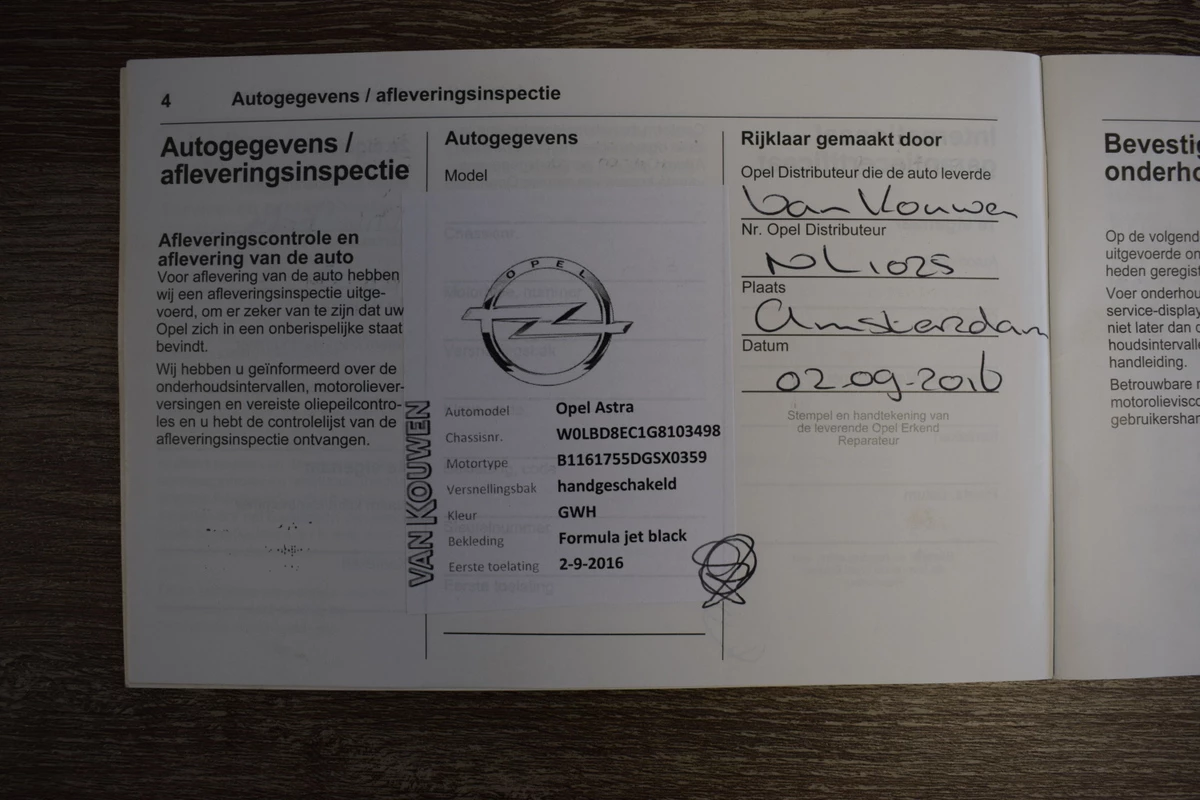 4 Autogegevens / afleveringsinspectie
Autogegevens /
afleveringsinspectie
Afleveringscontrole en
aflevering van de auto
Voor aflevering van de auto hebben
wij een afleveringsinspectie uitge-
voerd, om er zeker van te zijn dat uw
Opel zich in een onberispelijke staat
bevindt.
Wij hebben u geïnformeerd over de
onderhoudsintervallen, motoroliever-
versingen en vereiste oliepeilcontro-
les en u hebt de controlelijst van de
afleveringsinspectie ontvangen.
VAN KOUWEN
Autogegevens
Model
OPEL
Automodel Opel Astra
Chassisnr. W0LBD8EC1G8103498
Motortype B1161755DGSX0359
Versnellingsbak handgeschakeld
Kleur GWH
Bekleding Formula jet black
Eerste toelating 2-9-2016
Eerste toelating
Rijklaar gemaakt door
Opel Distributeur die de auto leverde
Van Kouwen
Nr. Opel Distributeur
NL1025
Plaats
Amsterdam
Datum
02-09-2016
Stempel en handtekening van
de leverende Opel Erkend
Reparateur
Op de volgend
uitgevoerde on
heden geregist
Voer onderhou
service-display
niet later dan
houdsintervalle
handleiding.
Betrouwbare
motorolievisco
gebruikershan